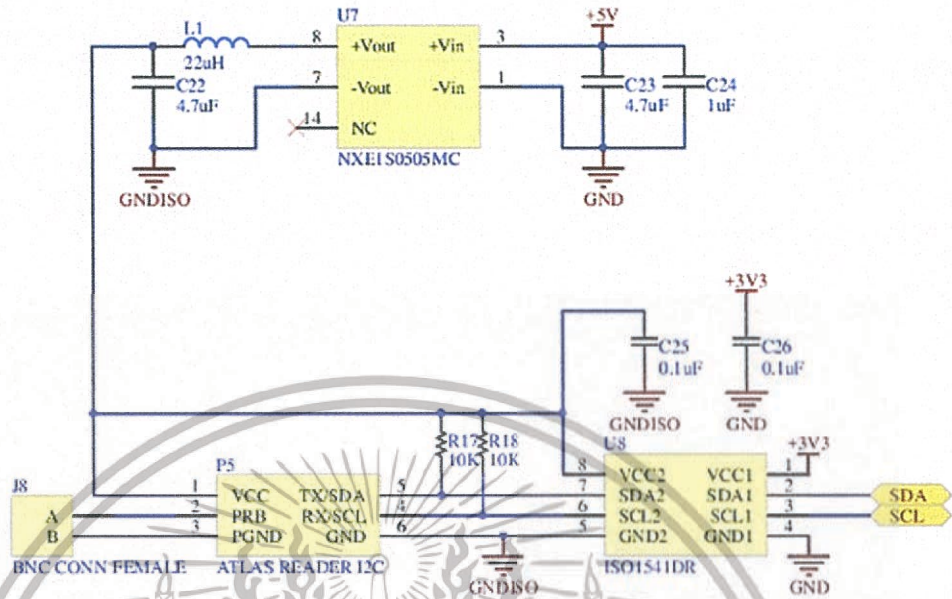 U7
+5V
L1
22uH
8 +Vout +Vin 3
7 -Vout -Vin 1
14 NC
C22
4.7uF
C23
4.7uF
C24
1uF
NXE1S0505MC
GNDISO
GND
+3V3
C25
0.1uF
C26
0.1uF
GNDISO
GND
R17
10K
R18
10K
U8
+3V3
8 VCC2 VCC1 1
7 SDA2 SDA1 2
6 SCL2 SCL1 3
5 GND2 GND1 4
SDA
SCL
ISO1541DR
GND
P5
1 VCC TX/SDA 5
2 PRB RX/SCL 4
3 PGND GND 6
ATLAS READER I2C
GNDISO
J8
A
B
BNC CONN FEMALE